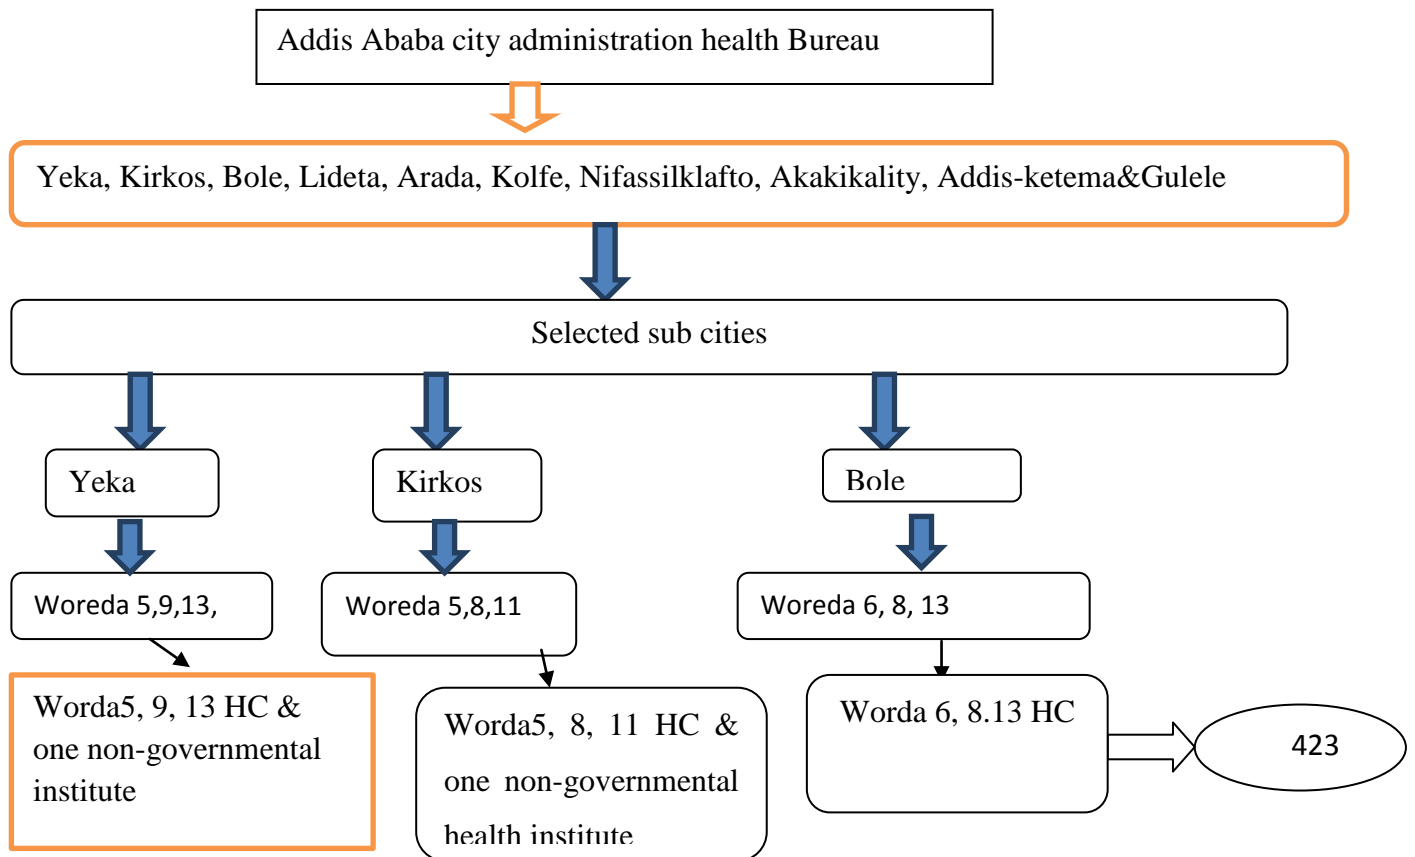 Addis Ababa city administration health Bureau
Yeka, Kirkos, Bole, Lideta, Arada, Kolfe, Nifassilklafto, Akakikality, Addis-ketema&Gulele
Selected sub cities
Yeka
Kirkos
Bole
Woreda 5,9,13,
Woreda 5,8,11
Woreda 6, 8, 13
Worda5, 9, 13 HC &
one non-governmental
institute
Worda5, 8, 11 HC &
one non-governmental
health institute
Worda 6, 8.13 HC
423